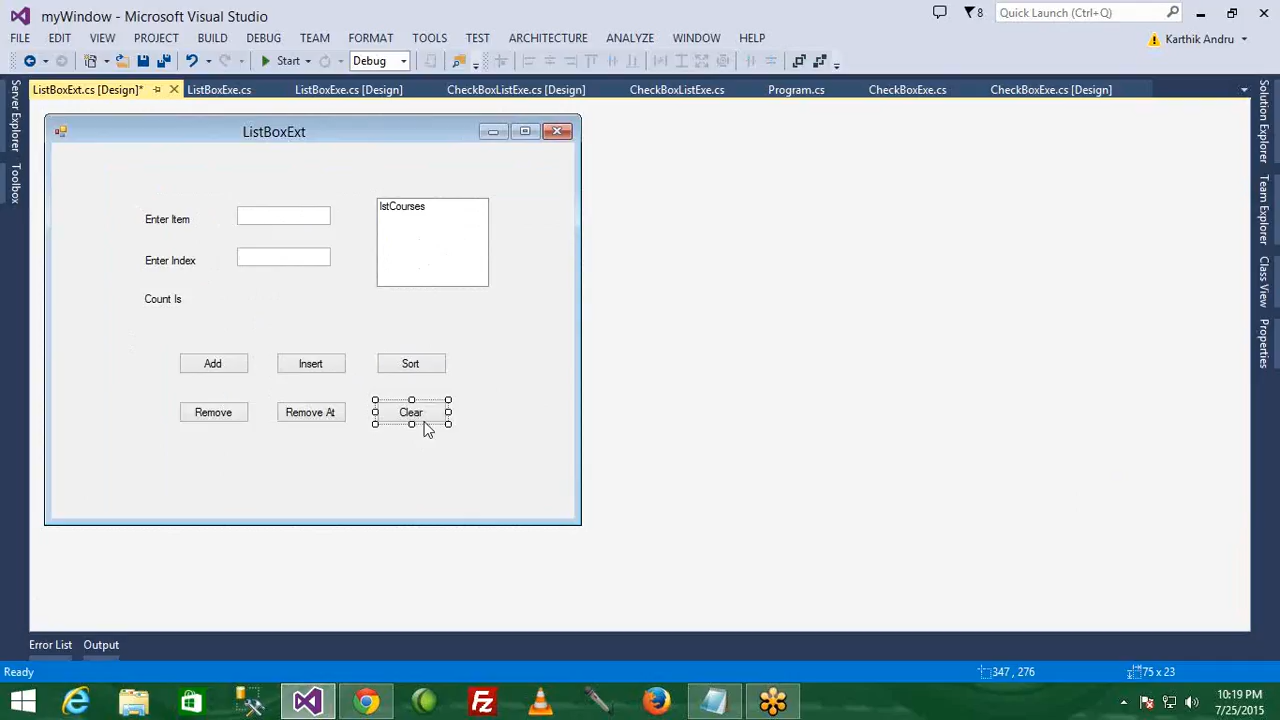 myWindow - Microsoft Visual Studio
8
Quick Launch (Ctrl+Q)
FILE EDIT VIEW PROJECT BUILD DEBUG TEAM FORMAT TOOLS TEST ARCHITECTURE ANALYZE WINDOW HELP
Karthik Andru
Start
Debug
ListBoxExt.cs [Design]*
ListBoxExe.cs
ListBoxExe.cs [Design]
CheckBoxListExe.cs [Design]
CheckBoxListExe.cs
Program.cs
CheckBoxExe.cs
CheckBoxExe.cs [Design]
Server Explorer
Toolbox
Solution Explorer
Team Explorer
Class View
Properties
ListBoxExt
Enter Item
lstCourses
Enter Index
Count Is
Add
Insert
Sort
Remove
Remove At
Clear
Error List
Output
Ready
347 , 276
75 x 23
10:19 PM
7/25/2015